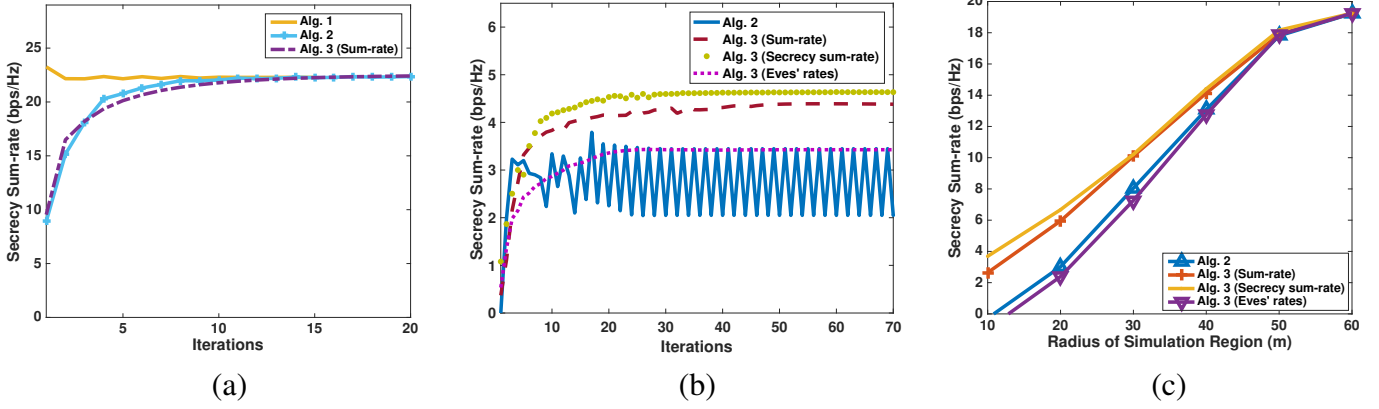 Alg. 1
Alg. 2
Alg. 3 (Sum-rate)
Secrecy Sum-rate (bps/Hz)
25
20
15
10
5
0
5
10
15
20
Iterations
(a)
Alg. 2
Alg. 3 (Sum-rate)
Alg. 3 (Secrecy sum-rate)
Alg. 3 (Eves' rates)
Secrecy Sum-rate (bps/Hz)
6
5
4
3
2
1
0
10
20
30
40
50
60
70
Iterations
(b)
Secrecy Sum-rate (bps/Hz)
20
18
16
14
12
10
8
6
4
2
0
Alg. 2
Alg. 3 (Sum-rate)
Alg. 3 (Secrecy sum-rate)
Alg. 3 (Eves' rates)
10
20
30
40
50
60
Radius of Simulation Region (m)
(c)